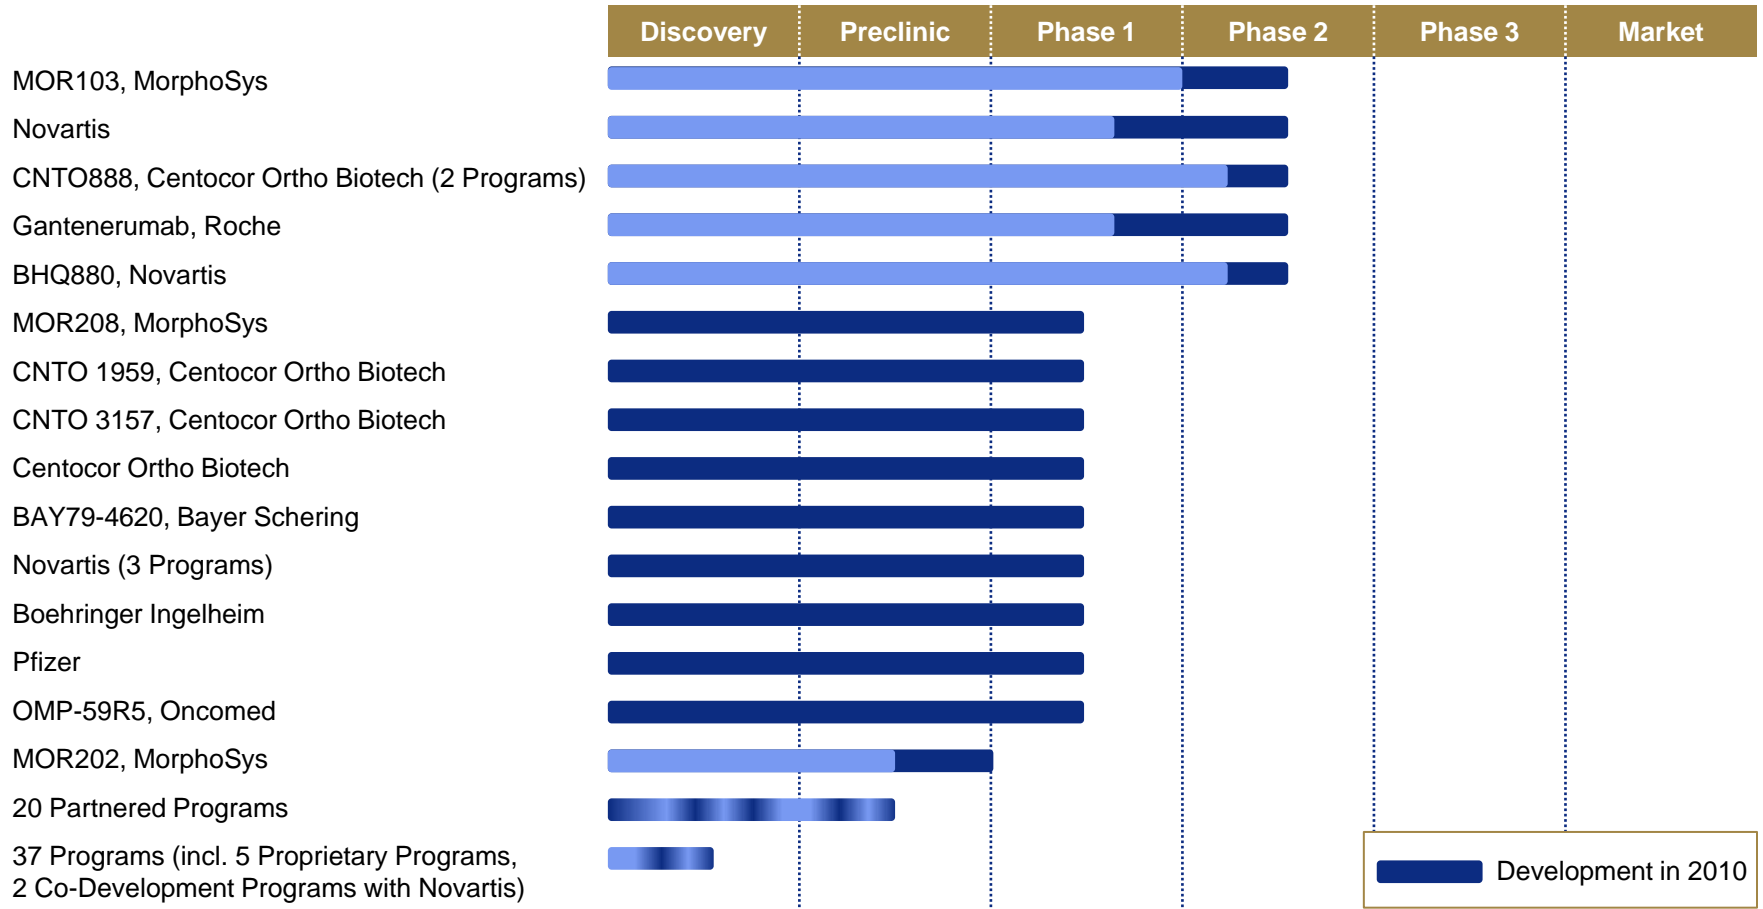 Discovery Preclinic Phase 1 Phase 2 Phase 3 Market
MOR103, MorphoSys
Novartis
CNTO888, Centocor Ortho Biotech (2 Programs)
Gantenerumab, Roche
BHQ880, Novartis
MOR208, MorphoSys
CNTO 1959, Centocor Ortho Biotech
CNTO 3157, Centocor Ortho Biotech
Centocor Ortho Biotech
BAY79-4620, Bayer Schering
Novartis (3 Programs)
Boehringer Ingelheim
Pfizer
OMP-59R5, Oncomed
MOR202, MorphoSys
20 Partnered Programs
37 Programs (incl. 5 Proprietary Programs,
2 Co-Development Programs with Novartis)
Development in 2010